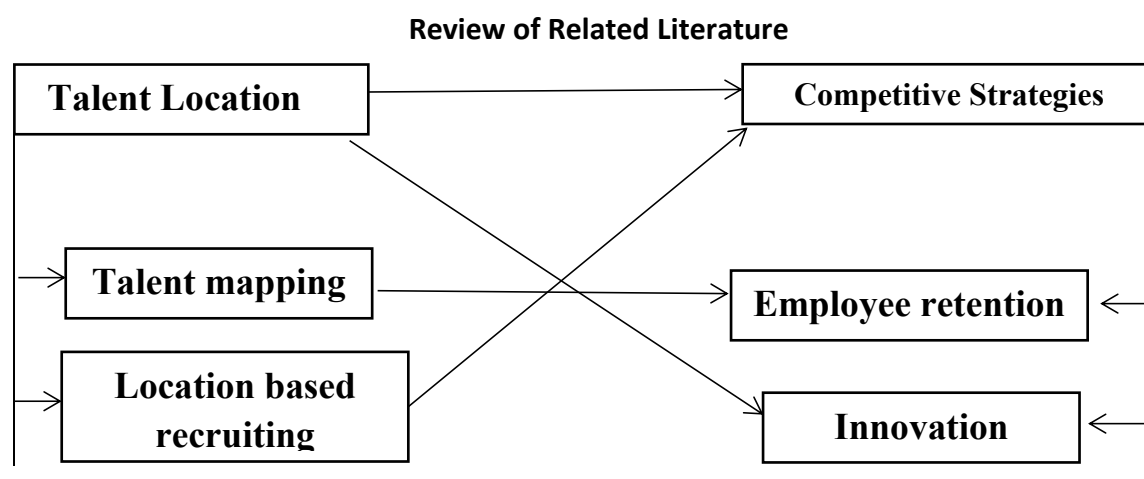 Review of Related Literature
Talent Location
Competitive Strategies
Talent mapping
Employee retention
Location based
recruiting
Innovation